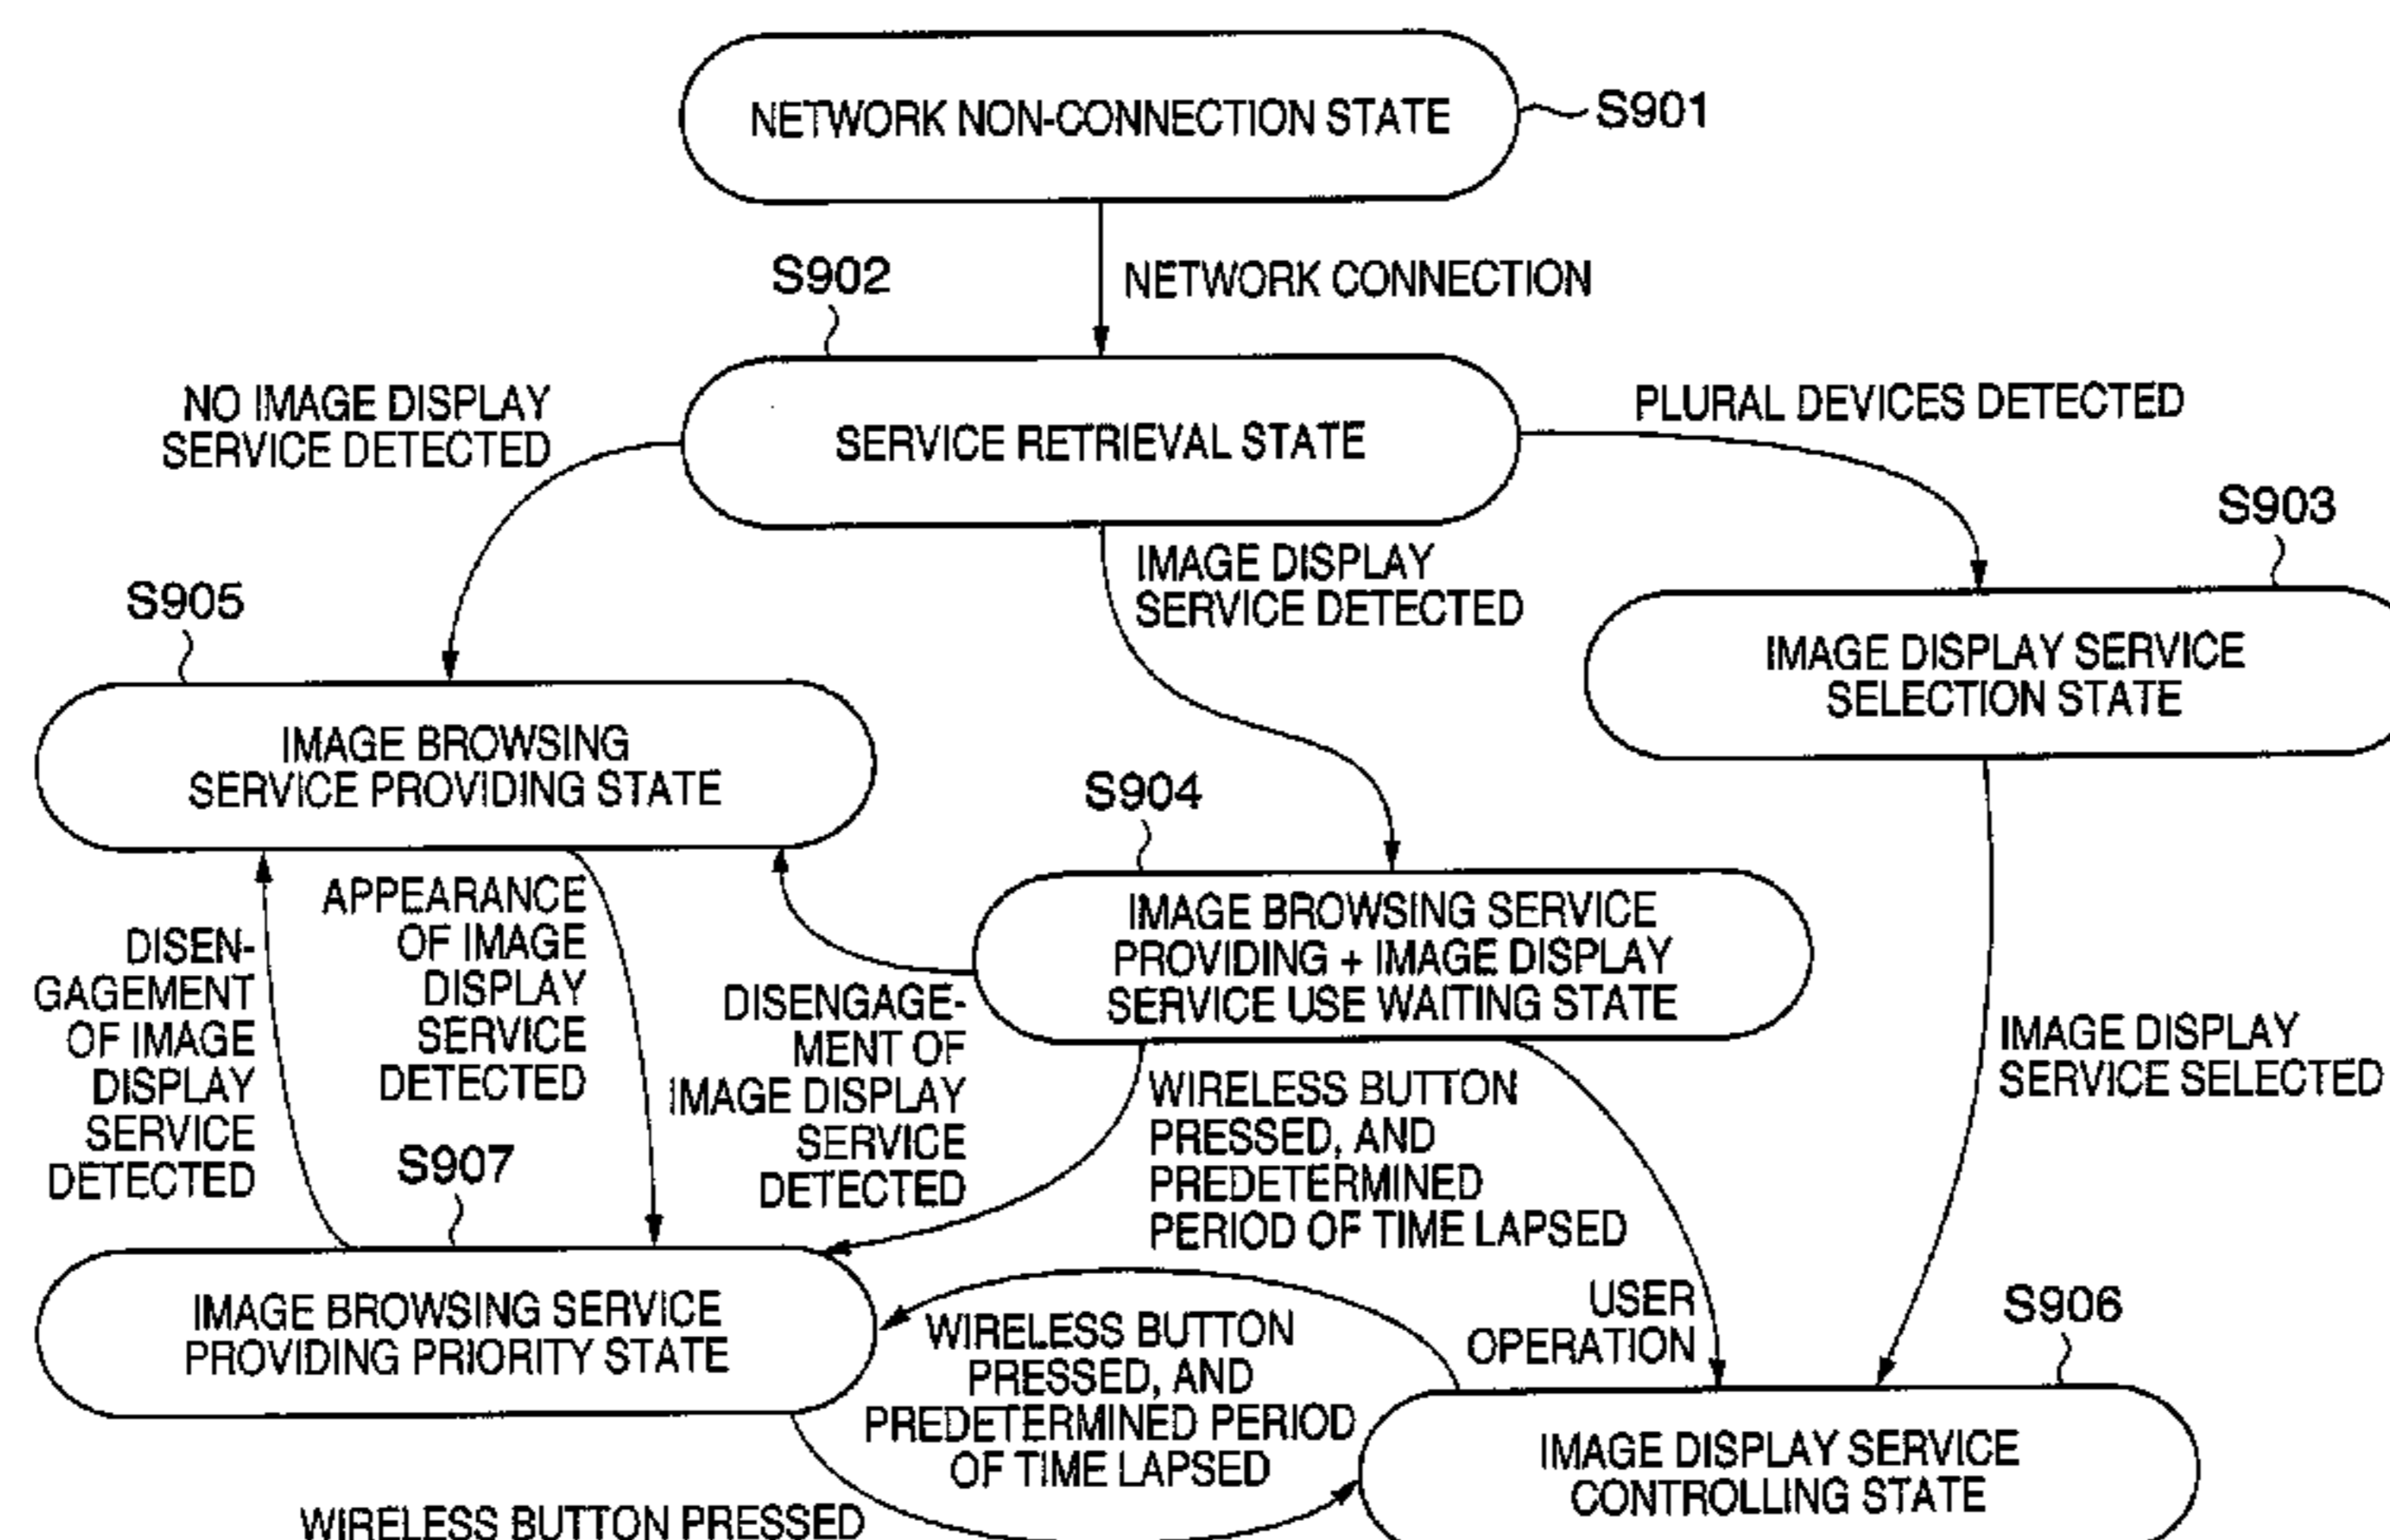 NETWORK NON-CONNECTION STATE
S901
S902
NETWORK CONNECTION
NO IMAGE DISPLAY
SERVICE DETECTED
SERVICE RETRIEVAL STATE
PLURAL DEVICES DETECTED
S903
IMAGE DISPLAY
SERVICE DETECTED
S905
IMAGE DISPLAY SERVICE
SELECTION STATE
IMAGE BROWSING
SERVICE PROVIDING STATE
S904
IMAGE BROWSING SERVICE
PROVIDING + IMAGE DISPLAY
SERVICE USE WAITING STATE
DISEN-
GAGEMENT
OF IMAGE
DISPLAY
SERVICE
DETECTED
APPEARANCE
OF IMAGE
DISPLAY
SERVICE
DETECTED
DISENGAGE-
MENT OF
IMAGE DISPLAY
SERVICE
DETECTED
WIRELESS BUTTON
PRESSED, AND
PREDETERMINED
PERIOD OF TIME LAPSED
IMAGE DISPLAY
SERVICE SELECTED
S907
IMAGE BROWSING SERVICE
PROVIDING PRIORITY STATE
WIRELESS BUTTON
PRESSED, AND
PREDETERMINED PERIOD
OF TIME LAPSED
USER
OPERATION
S906
IMAGE DISPLAY SERVICE
CONTROLLING STATE
WIRELESS BUTTON PRESSED